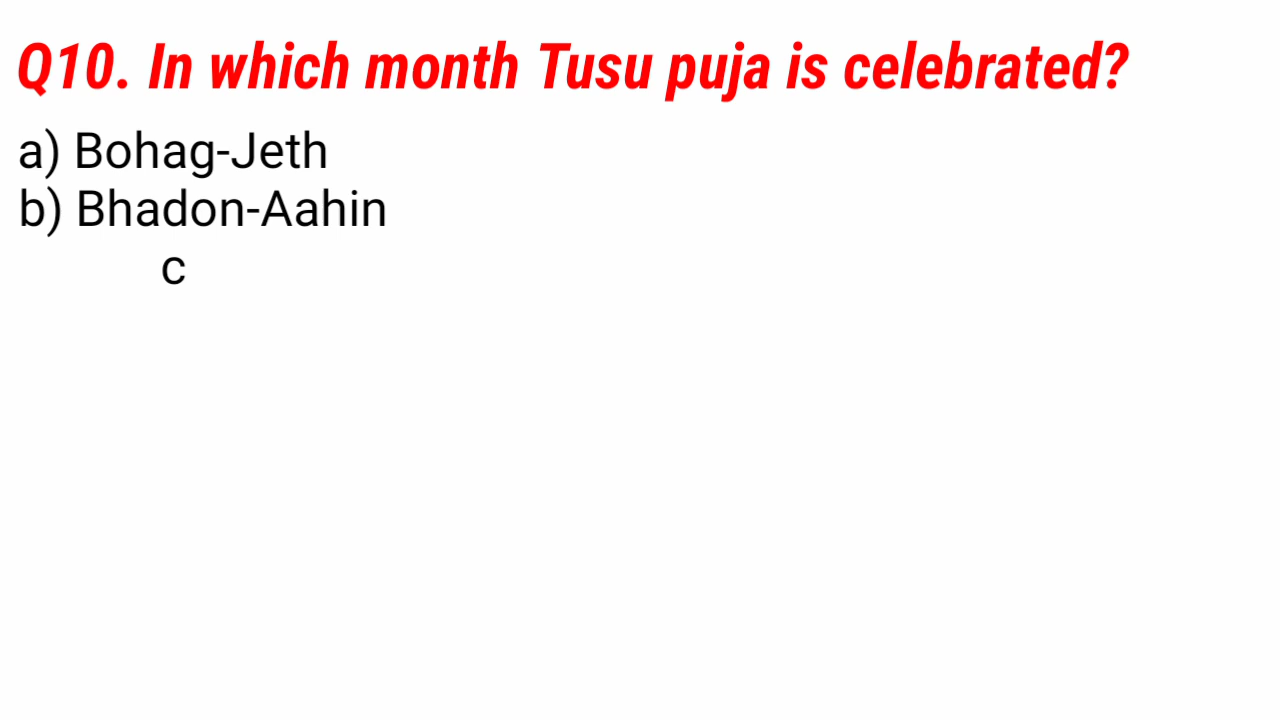 Q10. In which month Tusu puja is celebrated?
a) Bohag-Jeth
b) Bhadon-Aahin
c